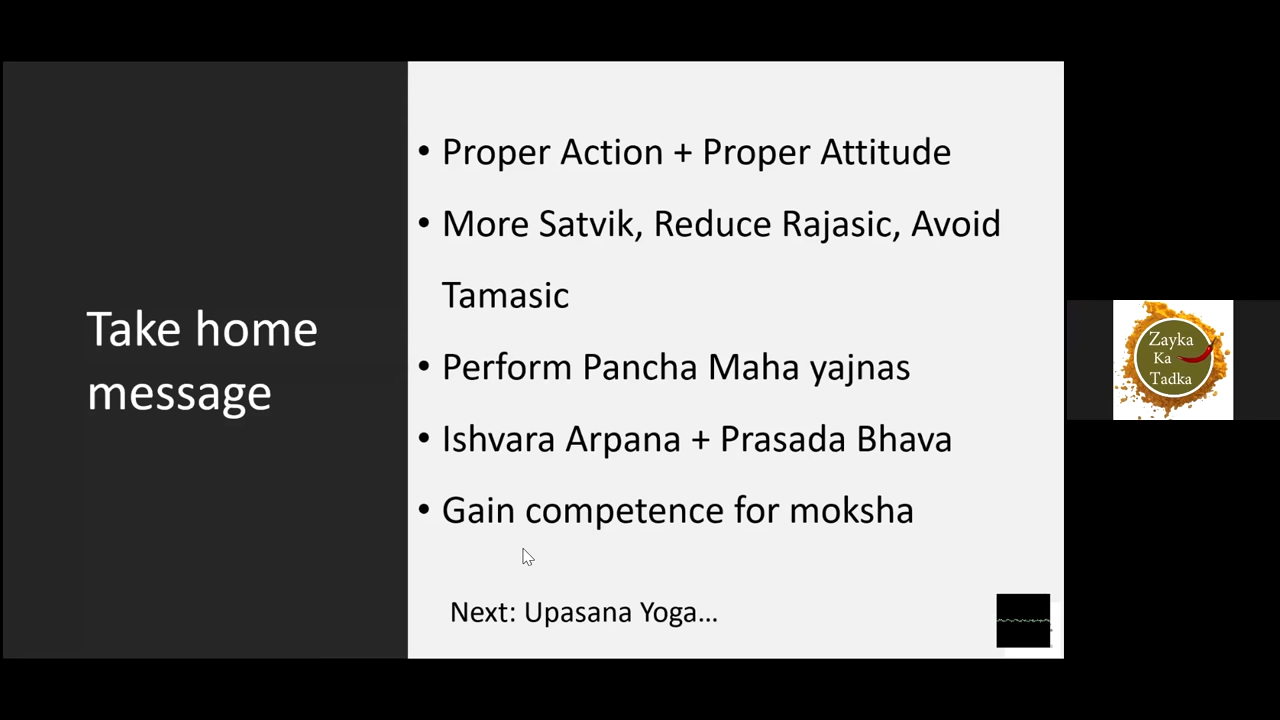 Take home
message
• Proper Action + Proper Attitude
• More Satvik, Reduce Rajasic, Avoid
Tamasic
• Perform Pancha Maha yajnas
• Ishvara Arpana + Prasada Bhava
• Gain competence for moksha
Next: Upasana Yoga...
Zayka
Ka
Tadka